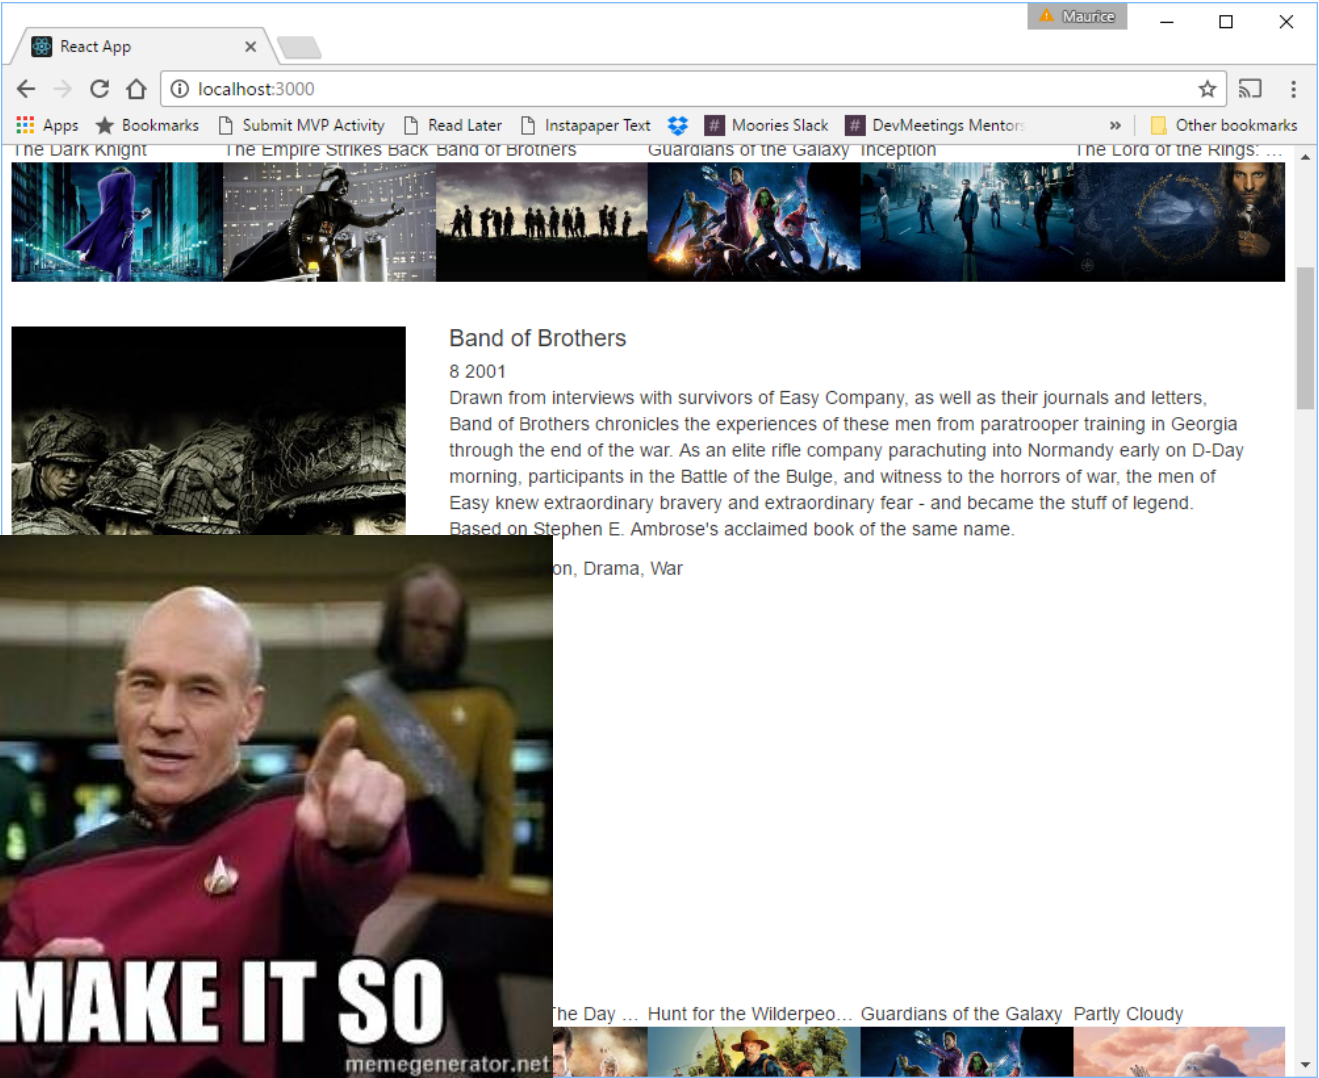 Maurice
React App
localhost:3000
Apps Bookmarks Submit MVP Activity Read Later Instapaper Text # Moories Slack # DevMeetings Mentors » Other bookmarks
The Dark Knight The Empire Strikes Back Band of Brothers Guardians of the Galaxy Inception The Lord of the Rings: ...
Band of Brothers
8 2001
Drawn from interviews with survivors of Easy Company, as well as their journals and letters,
Band of Brothers chronicles the experiences of these men from paratrooper training in Georgia
through the end of the war. As an elite rifle company parachuting into Normandy early on D-Day
morning, participants in the Battle of the Bulge, and witness to the horrors of war, the men of
Easy knew extraordinary bravery and extraordinary fear - and became the stuff of legend.
Based on Stephen E. Ambrose's acclaimed book of the same name.
on, Drama, War
MAKE IT SO
memegenerator.net
The Day ... Hunt for the Wilderpeo... Guardians of the Galaxy Partly Cloudy